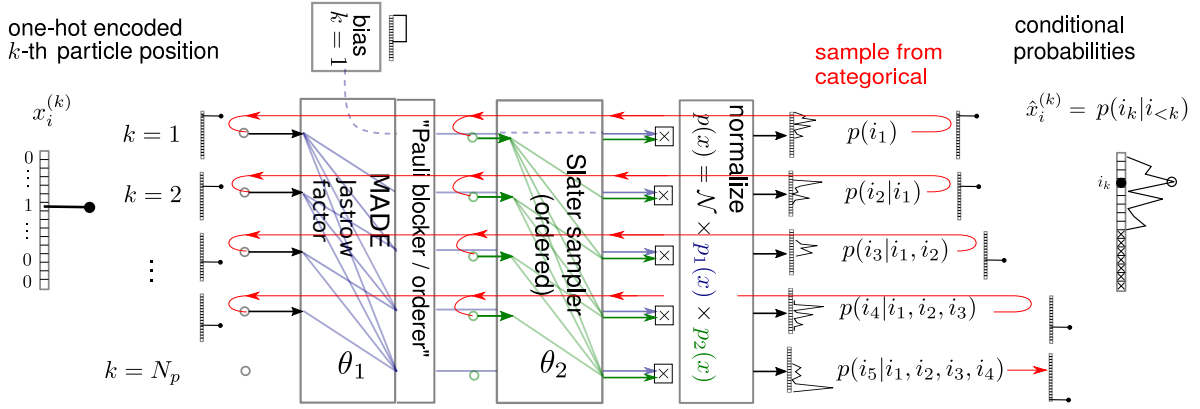 one-hot encoded
k-th particle position
x_i^{(k)}
0
0
1
0
0
k = 1
k = 2
...
k = N_p
bias
k = 1
MADE
Jastrow
factor
θ_1
"Pauli blocker / orderer"
Slater sampler
(ordered)
θ_2
×
×
×
×
×
normalize
p(x) = 𝒩 × p_1(x) × p_2(x)
sample from
categorical
p(i_1)
p(i_2|i_1)
p(i_3|i_1, i_2)
p(i_4|i_1, i_2, i_3)
p(i_5|i_1, i_2, i_3, i_4)
conditional
probabilities
x̂_i^{(k)} = p(i_k|i_{<k})
i_k